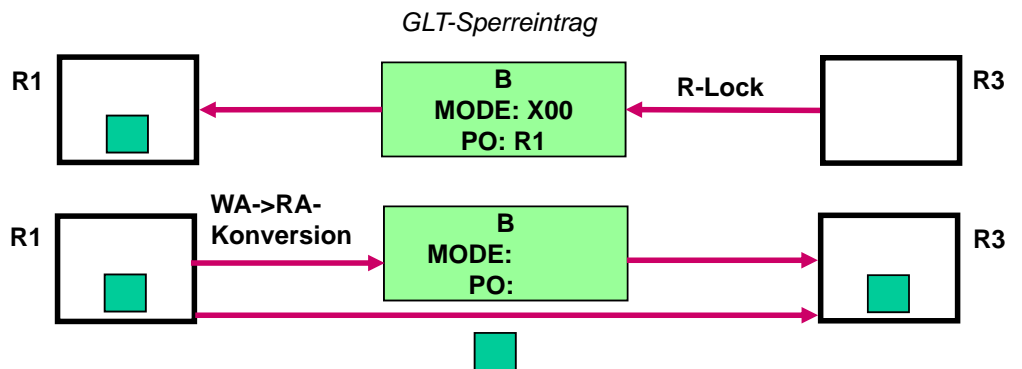 GLT-Sperreintrag
R1
B
MODE: X00
PO: R1
R-Lock
R3
R1
WA->RA-
Konversion
B
MODE:
PO:
R3